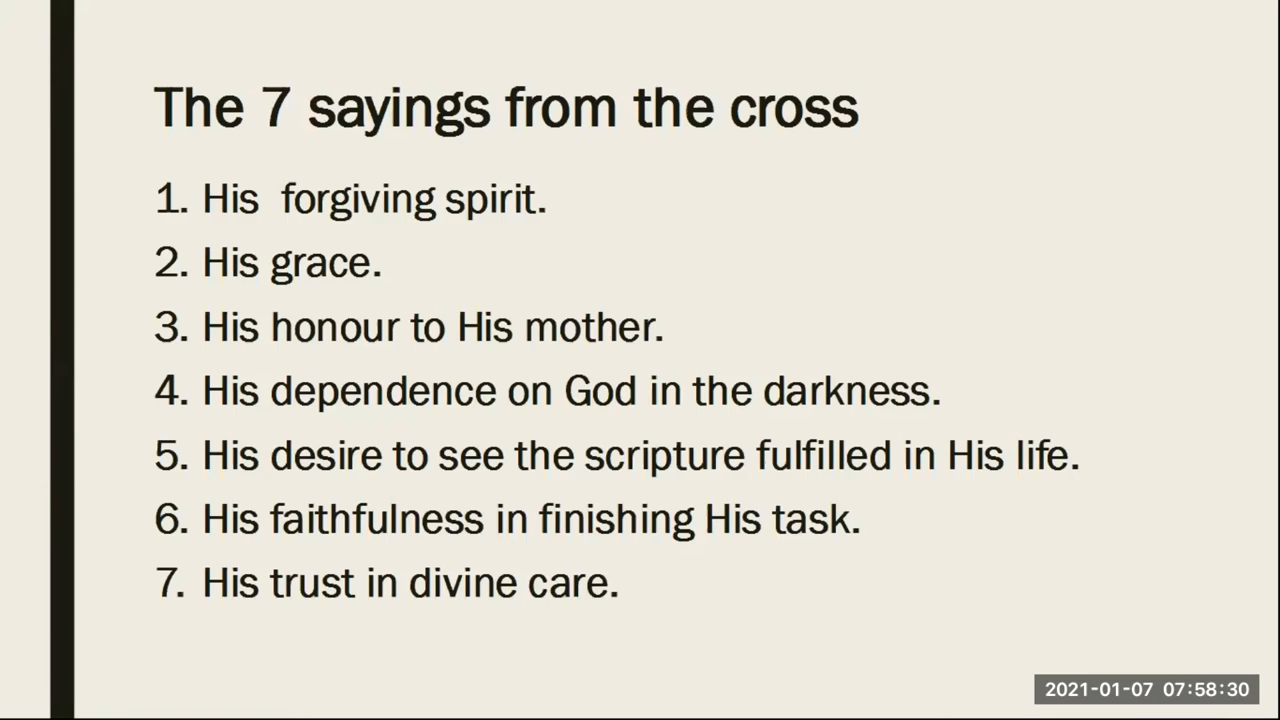 The 7 sayings from the cross
1. His  forgiving spirit.
2. His grace.
3. His honour to His mother.
4. His dependence on God in the darkness.
5. His desire to see the scripture fulfilled in His life.
6. His faithfulness in finishing His task.
7. His trust in divine care.
2021-01-07 07:58:30